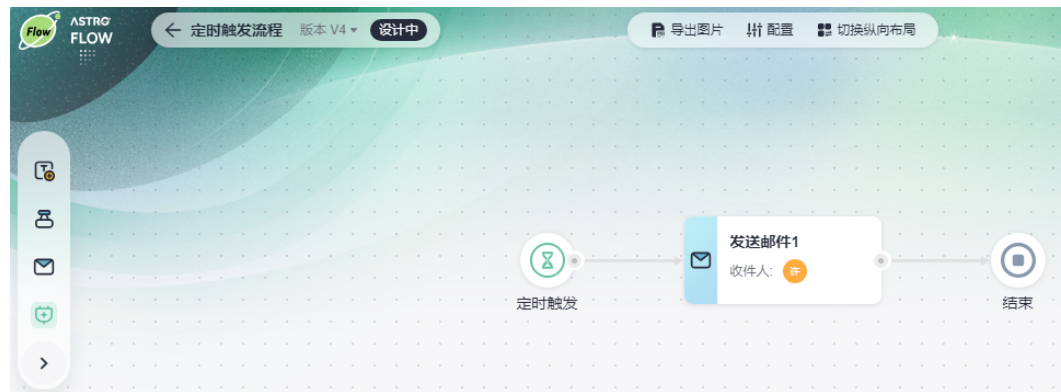 Flow
ASTRO
FLOW
定时触发流程 版本 V4 设计中
导出图片 配置 切换纵向布局
发送邮件1
收件人: 许
定时触发
结束